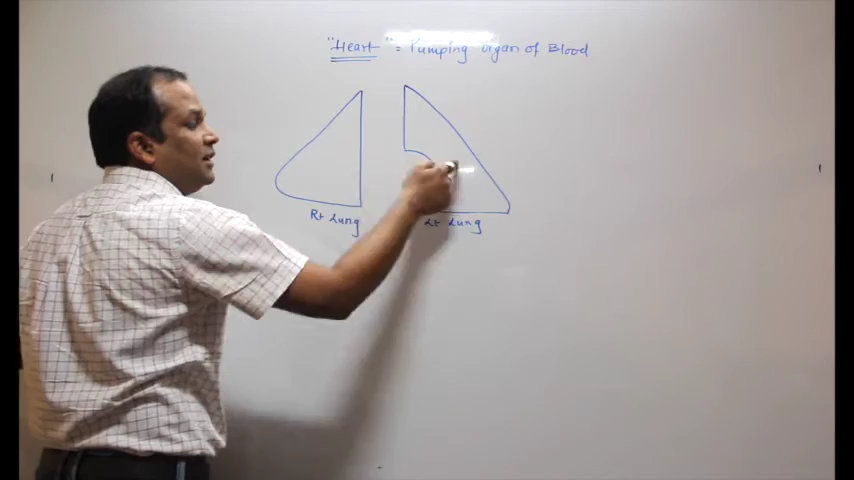 "Heart" = Pumping organ of Blood
Rt Lung
Lt Lung